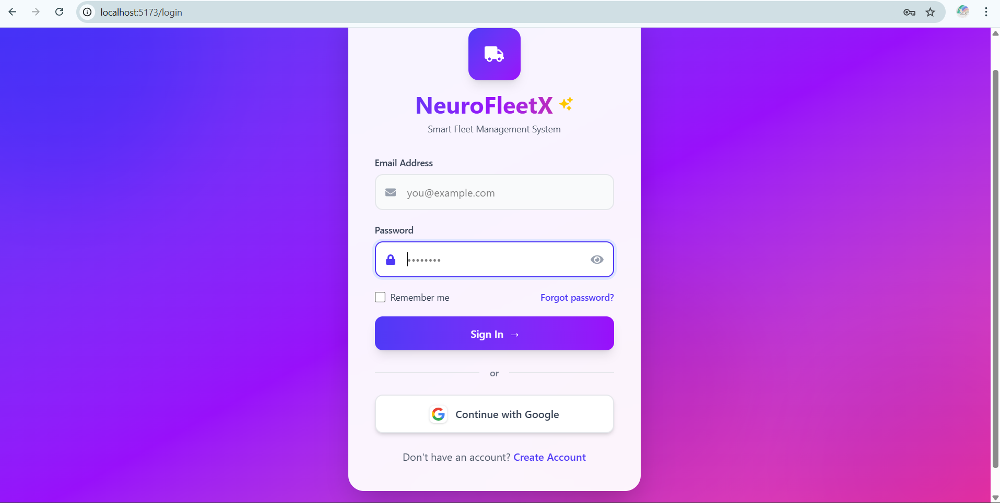 localhost:5173/login
NeuroFleetX
Smart Fleet Management System
Email Address
you@example.com
Password
••••••••
Remember me
Forgot password?
Sign In →
or
Continue with Google
Don't have an account? Create Account